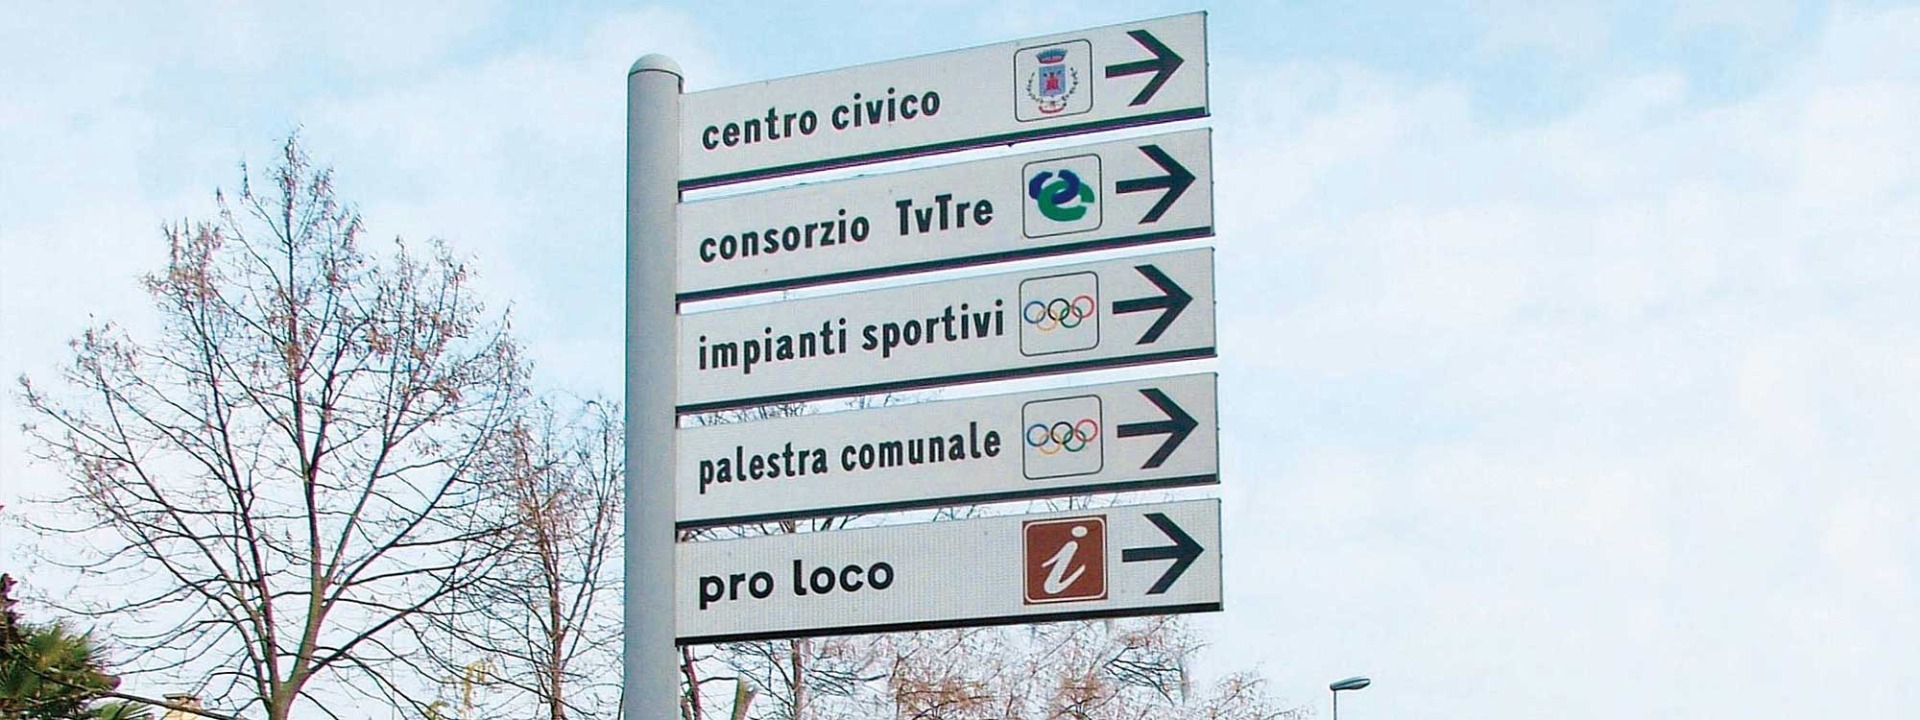 centro civico
consorzio TvTre
impianti sportivi
palestra comunale
pro loco
i